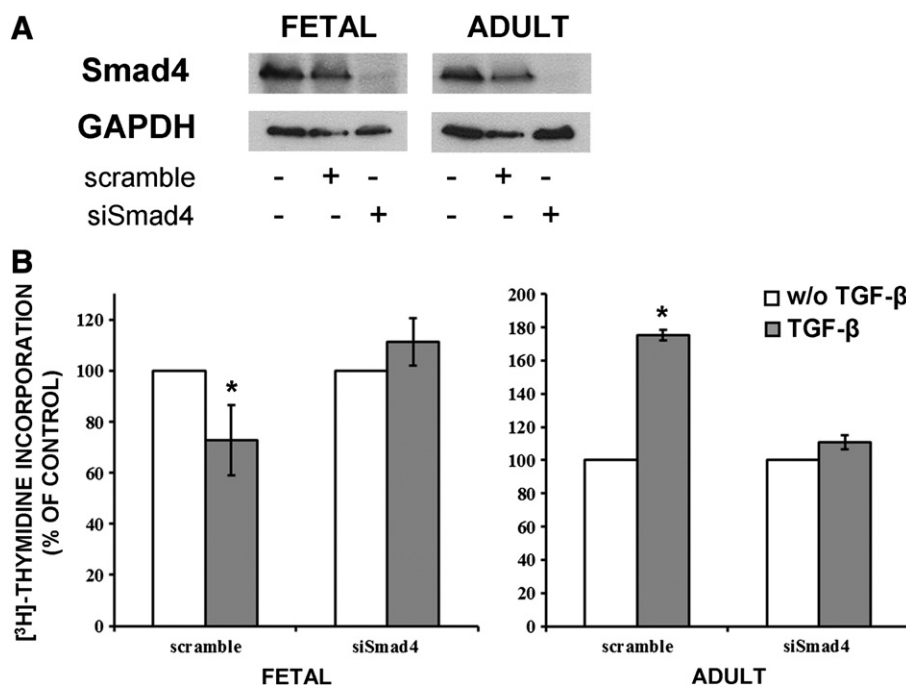 A
FETAL ADULT
Smad4
GAPDH
scramble - + - - + -
siSmad4 - - + - - +
B
[³H]-THYMIDINE INCORPORATION
(% OF CONTROL)
120
100
80
60
40
20
0
*
scramble siSmad4
FETAL
200
180
160
140
120
100
80
60
40
20
0
*
w/o TGF-β
TGF-β
scramble siSmad4
ADULT